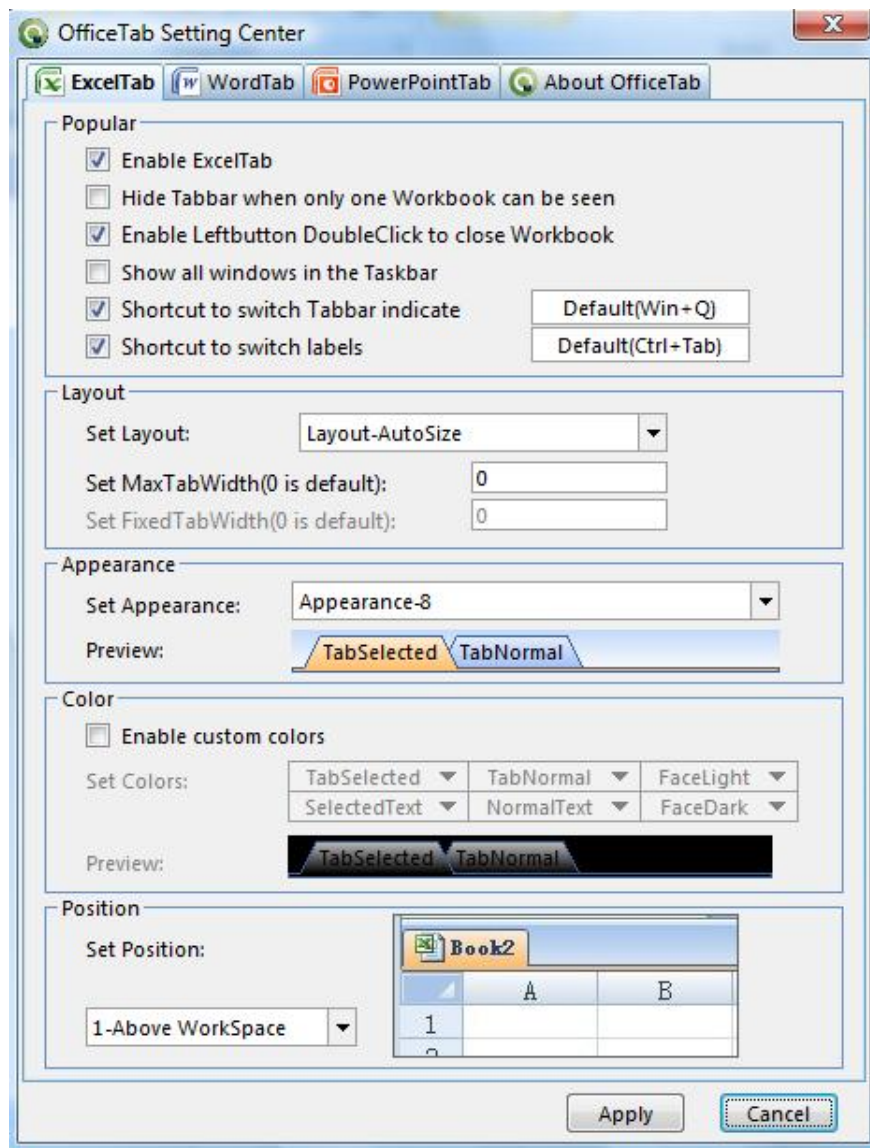 OfficeTab Setting Center
ExcelTab WordTab PowerPointTab About OfficeTab
Popular
Enable ExcelTab
Hide Tabbar when only one Workbook can be seen
Enable Leftbutton DoubleClick to close Workbook
Show all windows in the Taskbar
Shortcut to switch Tabbar indicate Default(Win+Q)
Shortcut to switch labels Default(Ctrl+Tab)
Layout
Set Layout: Layout-AutoSize
Set MaxTabWidth(0 is default): 0
Set FixedTabWidth(0 is default): 0
Appearance
Set Appearance: Appearance-8
Preview: TabSelected TabNormal
Color
Enable custom colors
Set Colors: TabSelected TabNormal FaceLight
SelectedText NormalText FaceDark
Preview: TabSelected TabNormal
Position
Set Position:
Book2
A B
1-Above WorkSpace 1
Apply Cancel